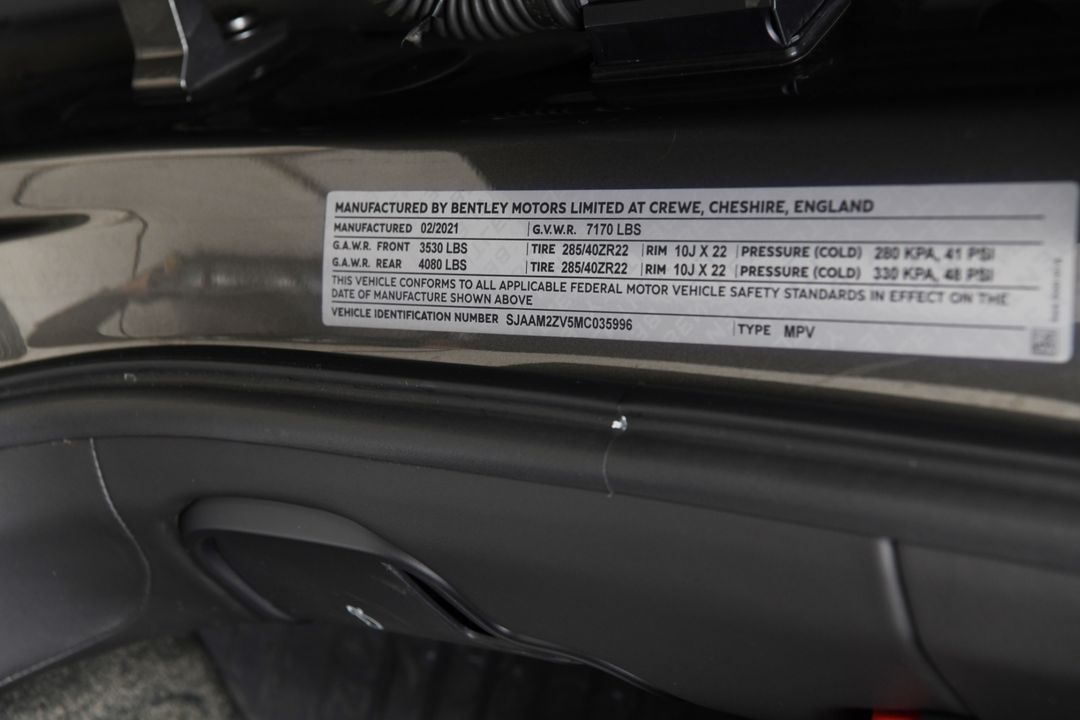 MANUFACTURED BY BENTLEY MOTORS LIMITED AT CREWE, CHESHIRE, ENGLAND
MANUFACTURED 02/2021 G.V.W.R. 7170 LBS
G.A.W.R. FRONT 3530 LBS TIRE 285/40ZR22 RIM 10J X 22 PRESSURE (COLD) 280 KPA, 41 PSI
G.A.W.R. REAR 4080 LBS TIRE 285/40ZR22 RIM 10J X 22 PRESSURE (COLD) 330 KPA, 48 PSI
THIS VEHICLE CONFORMS TO ALL APPLICABLE FEDERAL MOTOR VEHICLE SAFETY STANDARDS IN EFFECT ON THE
DATE OF MANUFACTURE SHOWN ABOVE
VEHICLE IDENTIFICATION NUMBER SJAAM2ZV5MC035996 TYPE MPV